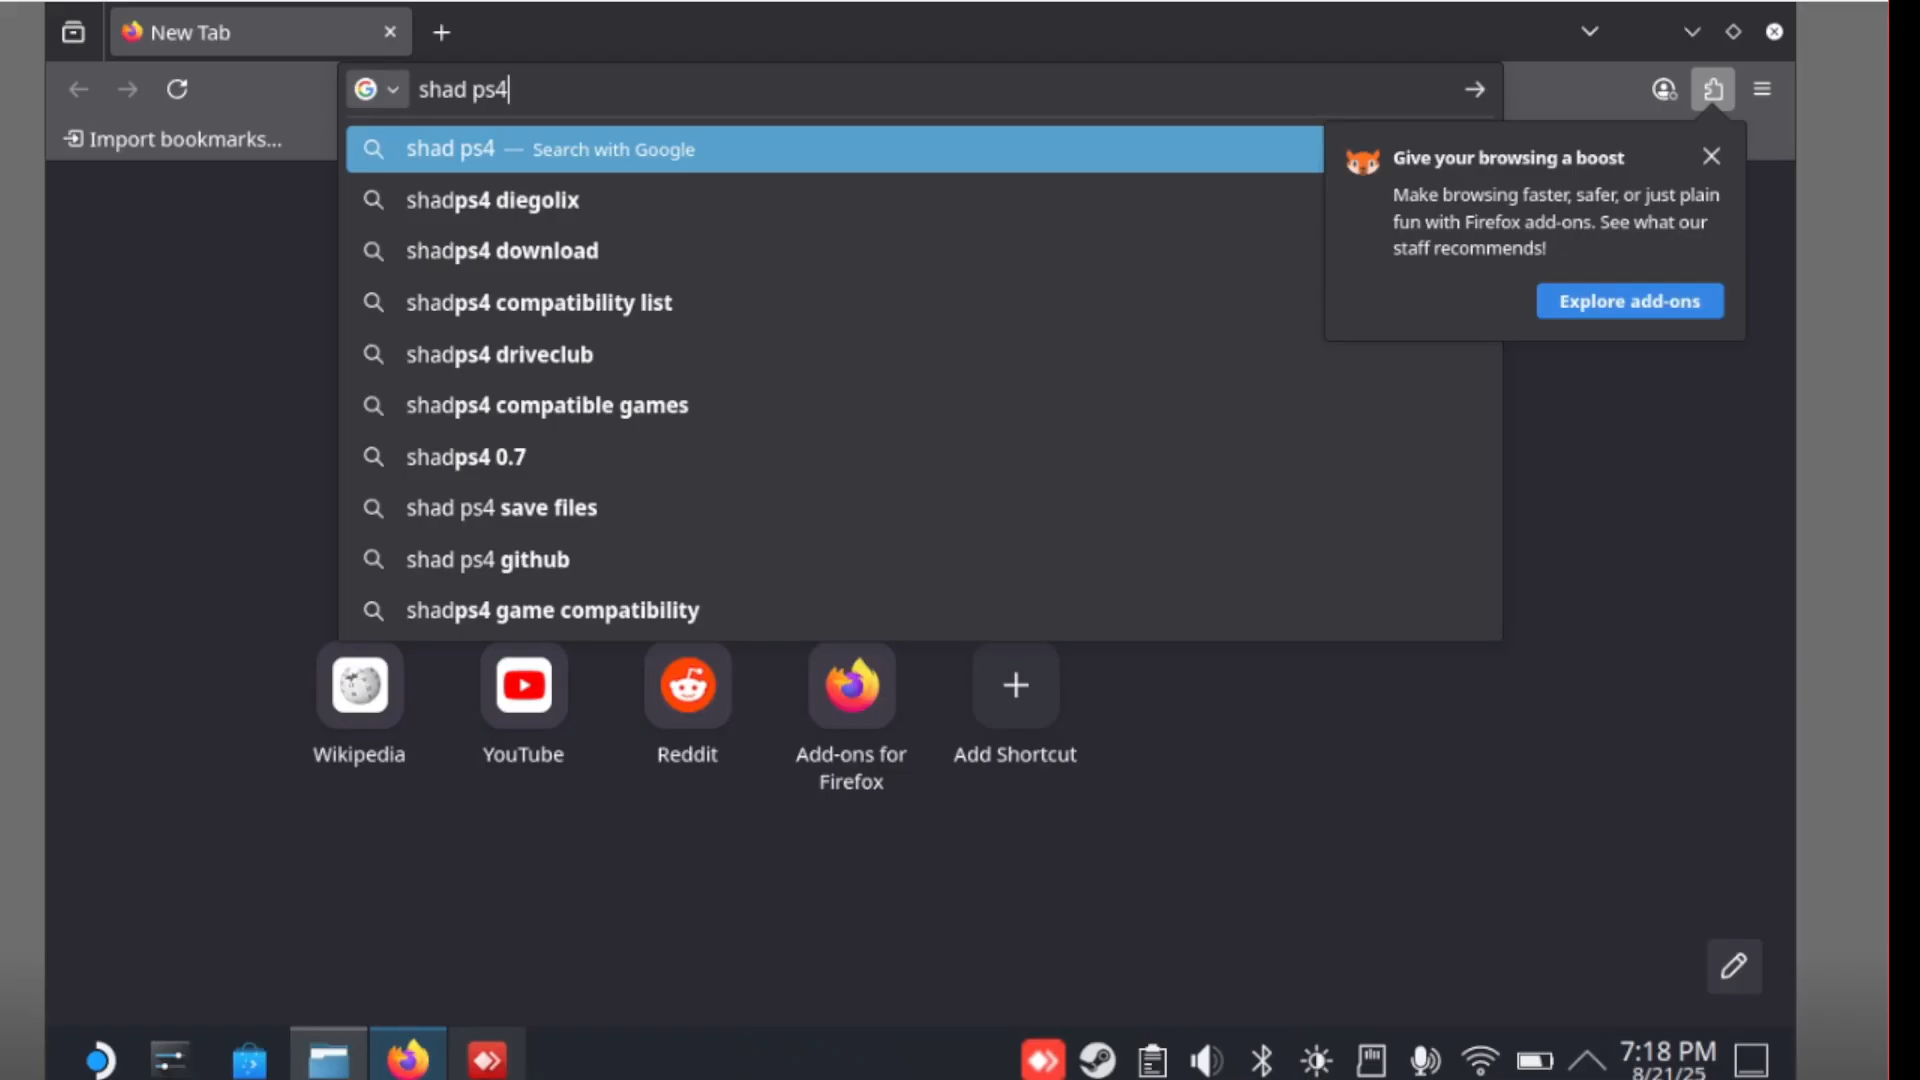 New Tab
shad ps4
Import bookmarks...
shad ps4 — Search with Google
shadps4 diegolix
shadps4 download
shadps4 compatibility list
shadps4 driveclub
shadps4 compatible games
shadps4 0.7
shad ps4 save files
shad ps4 github
shadps4 game compatibility
Give your browsing a boost
Make browsing faster, safer, or just plain
fun with Firefox add-ons. See what our
staff recommends!
Explore add-ons
Wikipedia
YouTube
Reddit
Add-ons for
Firefox
Add Shortcut
7:18 PM
8/21/25